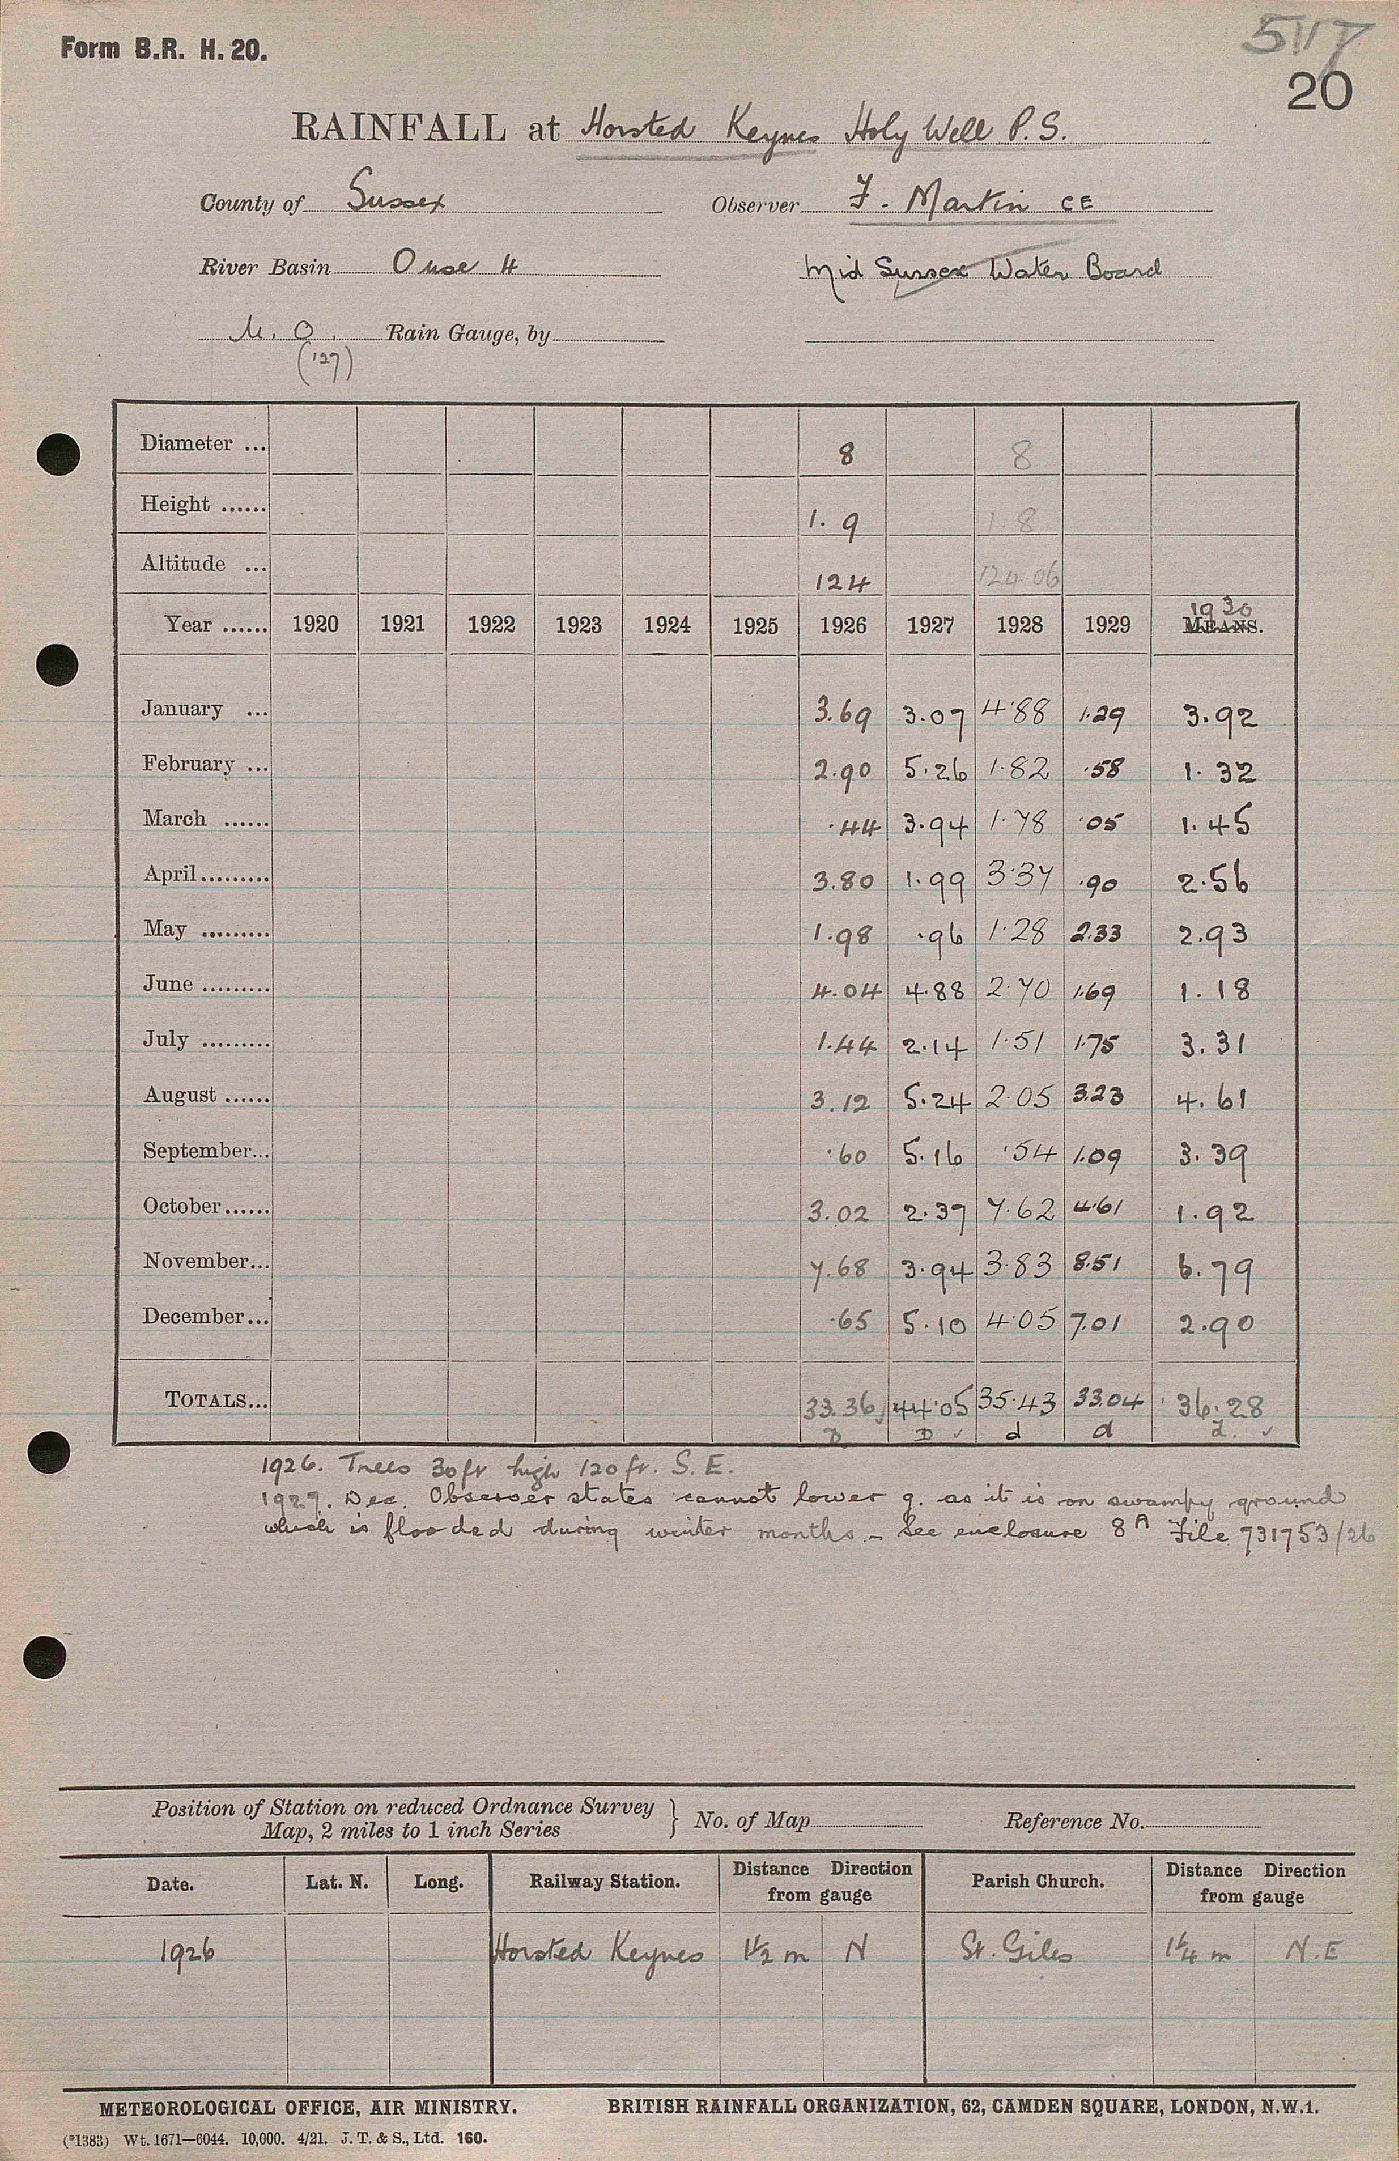 Form B.R. H. 20.
5117
20
RAINFALL at Horsted Keynes Holy Well P.S.
County of Sussex Observer F. Martin CE
River Basin Ouse 4 Mid Sussex Water Board
M.O. Rain Gauge, by
('27)
Diameter ... 8 8
Height ...... 1.9 1.8
Altitude ... 124 124.06
Year ...... 1920 1921 1922 1923 1924 1925 1926 1927 1928 1929 1930 MEANS.
January ... 3.69 3.07 4.88 1.29 3.92
February ... 2.90 5.26 1.82 .58 1.32
March ...... .44 3.94 1.78 .05 1.45
April......... 3.80 1.99 3.37 .90 2.56
May ......... 1.98 .96 1.28 2.33 2.93
June ......... 4.04 4.88 2.70 1.69 1.18
July ......... 1.44 2.14 1.51 1.75 3.31
August ...... 3.12 5.24 2.05 3.23 4.61
September... .60 5.16 .54 1.09 3.39
October...... 3.02 2.37 7.62 4.61 1.92
November... 7.68 3.94 3.83 8.51 6.79
December... .65 5.10 4.05 7.01 2.90
TOTALS... 33.36 44.05 35.43 33.04 36.28
D D ✓ d d ✓
1926. Trees 30 ft high 120 ft. S.E.
1927. Dec. Observer states cannot lower g. as it is on swampy ground
which is flooded during winter months - See enclosure 8A File 731753/26
Position of Station on reduced Ordnance Survey
Map, 2 miles to 1 inch Series } No. of Map Reference No.
Date. Lat. N. Long. Railway Station. Distance Direction from gauge Parish Church. Distance Direction from gauge
1926 Horsted Keynes 1½ m N St. Giles 1¼ m N.E
METEOROLOGICAL OFFICE, AIR MINISTRY. BRITISH RAINFALL ORGANIZATION, 62, CAMDEN SQUARE, LONDON, N.W.1.
(*1383) Wt. 1671—6044. 10,000. 4/21. J. T. & S., Ltd. 160.